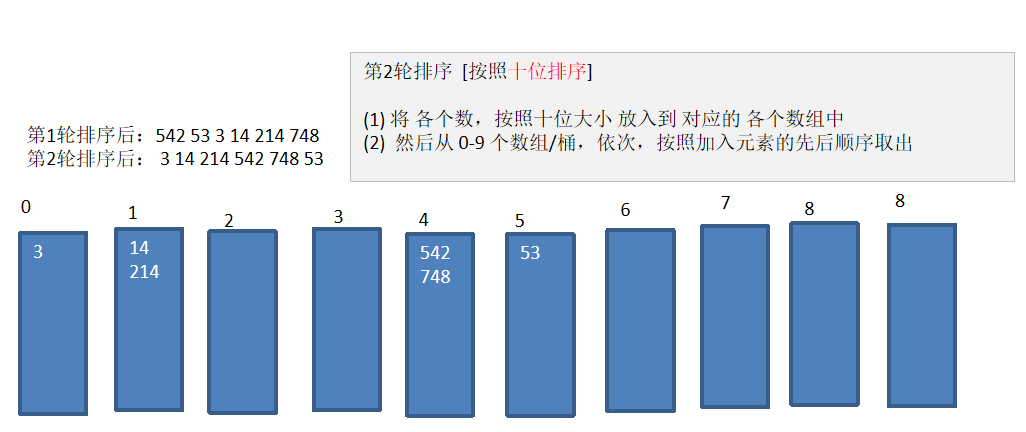 第2轮排序 [按照十位排序]
(1) 将 各个数，按照十位大小 放入到 对应的 各个数组中
(2) 然后从 0-9 个数组/桶，依次，按照加入元素的先后顺序取出
第1轮排序后：542 53 3 14 214 748
第2轮排序后： 3 14 214 542 748 53
0 1 2 3 4 5 6 7 8 8
3 14 542 53
214 748